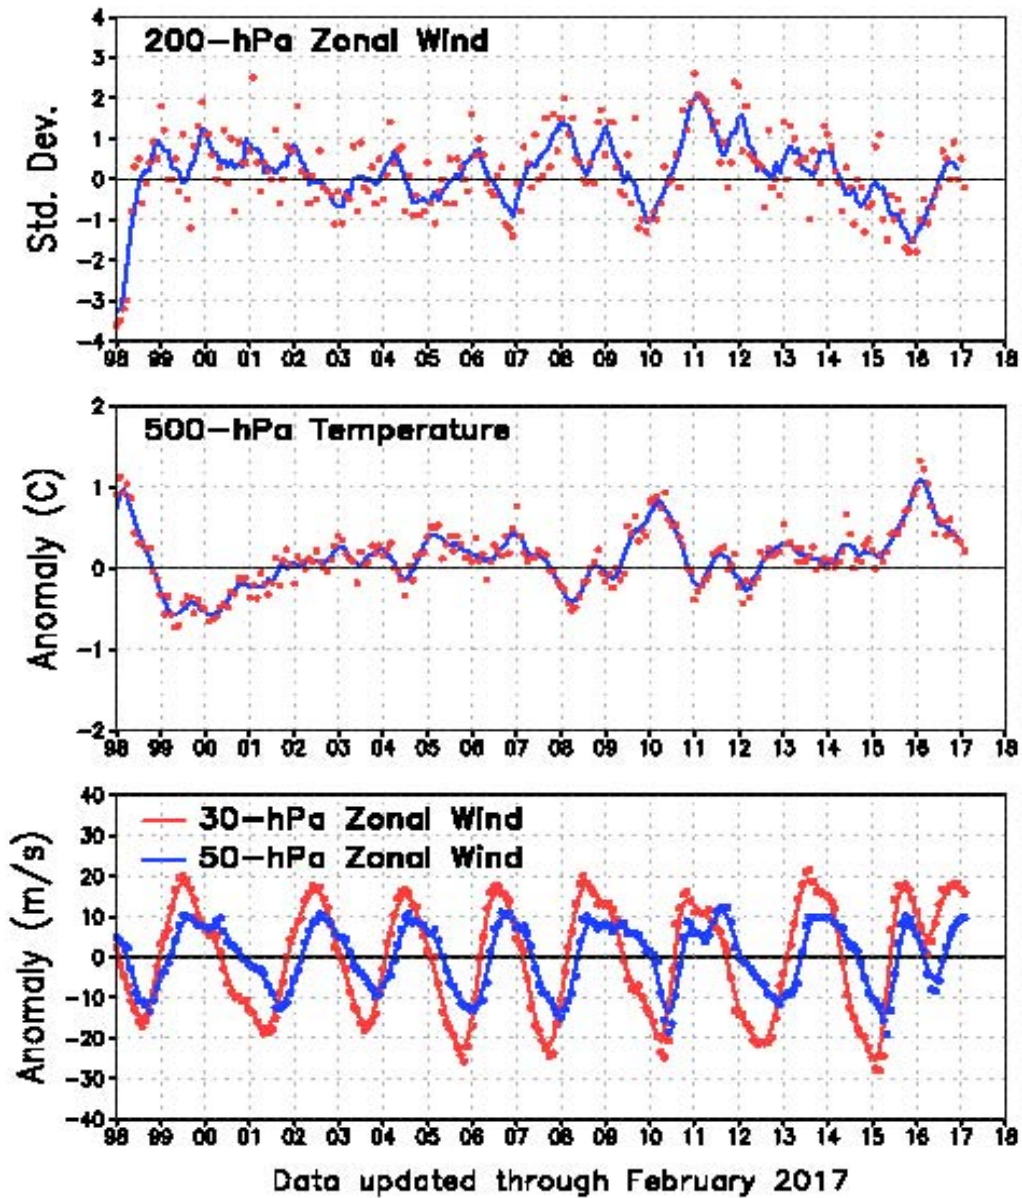 200-hPa Zonal Wind
Std. Dev.
4
3
2
1
0
-1
-2
-3
-4
98 99 00 01 02 03 04 05 06 07 08 09 10 11 12 13 14 15 16 17 18
500-hPa Temperature
Anomaly (C)
2
1
0
-1
-2
98 99 00 01 02 03 04 05 06 07 08 09 10 11 12 13 14 15 16 17 18
30-hPa Zonal Wind
50-hPa Zonal Wind
Anomaly (m/s)
40
30
20
10
0
-10
-20
-30
-40
98 99 00 01 02 03 04 05 06 07 08 09 10 11 12 13 14 15 16 17 18
Data updated through February 2017